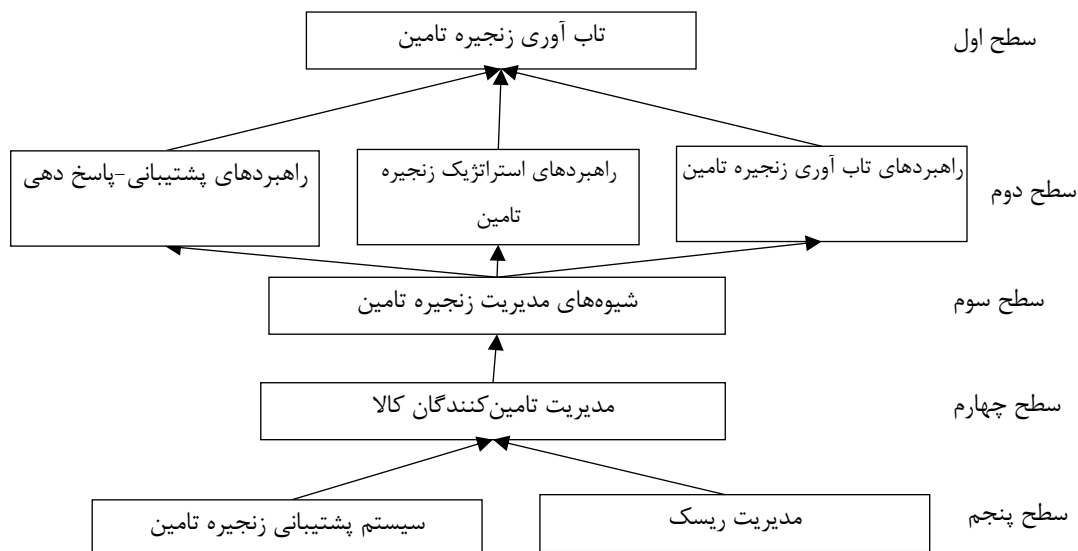 تاب آوری زنجیره تامین
سطح اول
راهبردهای تاب آوری زنجیره تامین
راهبردهای استراتژیک زنجیره
تامین
راهبردهای پشتیبانی-پاسخ دهی
سطح دوم
شیوه‌های مدیریت زنجیره تامین
سطح سوم
مدیریت تامین‌کنندگان کالا
سطح چهارم
مدیریت ریسک
سیستم پشتیبانی زنجیره تامین
سطح پنجم